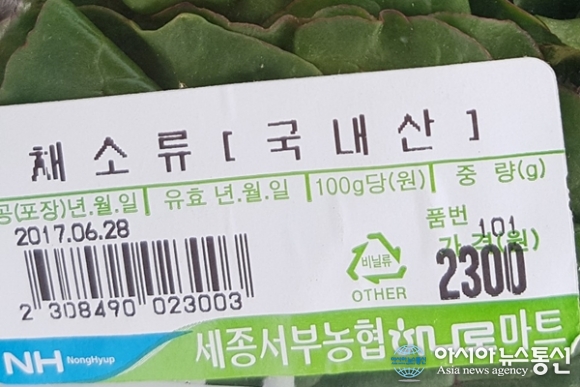 채소류 [국내산]
공(포장)년.월.일 유효 년.월.일 100g당(원) 중 량(g)
2017.06.28
품번 101
가 격(원)
2300
2 308490 023003
비닐류
OTHER
NH NongHyup 세종서부농협 하나로마트
아시아뉴스통신
Asia news agency